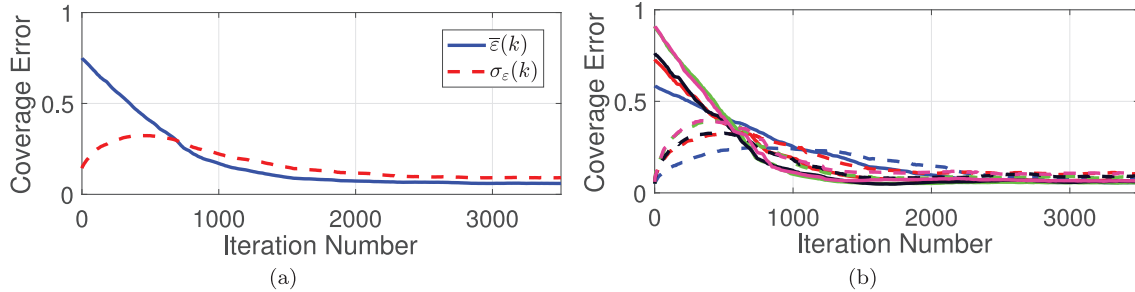 1
0.5
0
Coverage Error
0
1000
2000
3000
Iteration Number
ε̅(k)
σ_ε(k)
(a)
1
0.5
0
Coverage Error
0
1000
2000
3000
Iteration Number
(b)